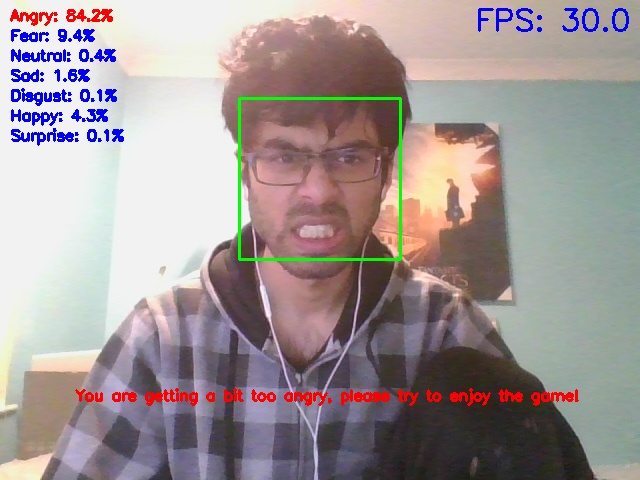 Angry: 84.2%
FPS: 30.0
Fear: 9.4%
Neutral: 0.4%
Sad: 1.6%
Disgust: 0.1%
Happy: 4.3%
Surprise: 0.1%
You are getting a bit too angry, please try to enjoy the game!